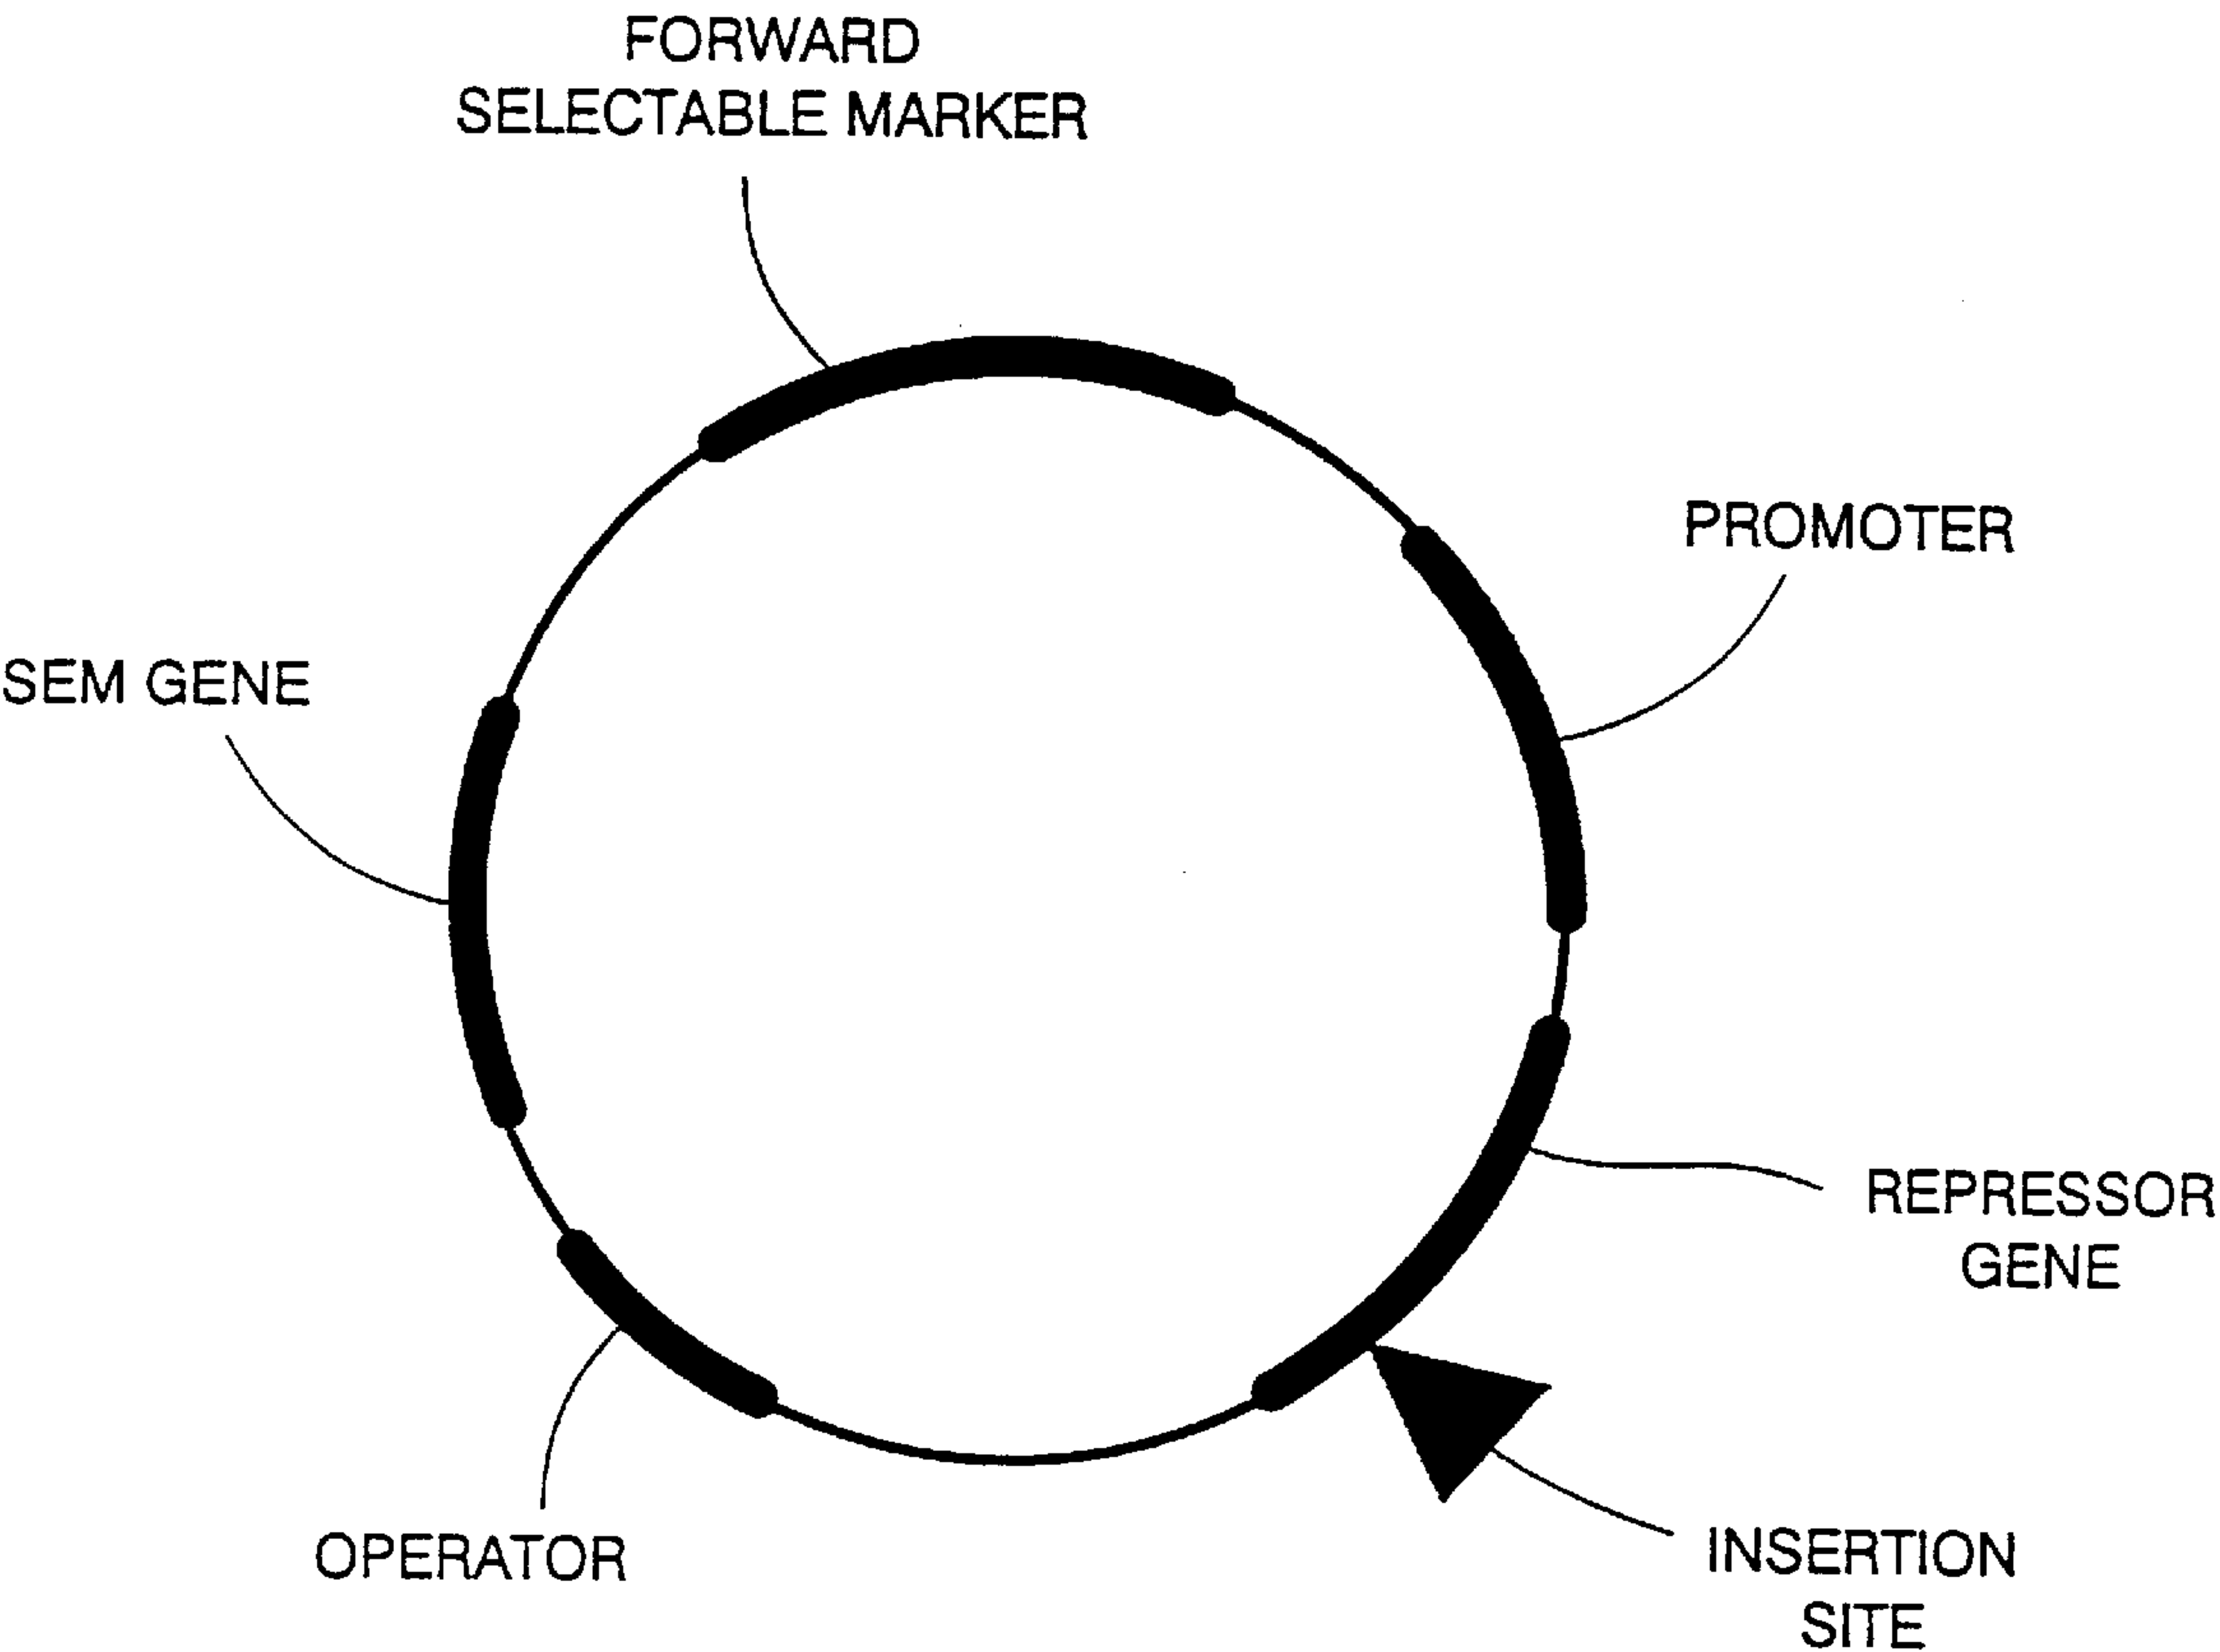 FORWARD
SELECTABLE MARKER
PROMOTER
SEM GENE
REPRESSOR
GENE
OPERATOR
INSERTION
SITE